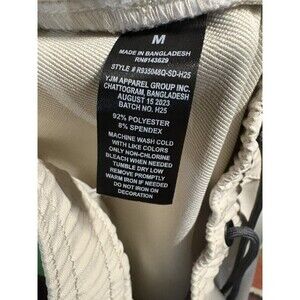 M
MADE IN BANGLADESH
RN#143629
STYLE # R935048Q-SD-H25
YJM APPAREL GROUP INC.
CHATTOGRAM, BANGLADESH
AUGUST 15 2023
BATCH NO. H25
92% POLYESTER
8% SPENDEX
MACHINE WASH COLD
WITH LIKE COLORS
ONLY NON-CHLORINE
BLEACH WHEN NEEDED
TUMBLE DRY LOW
REMOVE PROMPTLY
WARM IRON IF NEEDED
DO NOT IRON ON
DECORATION